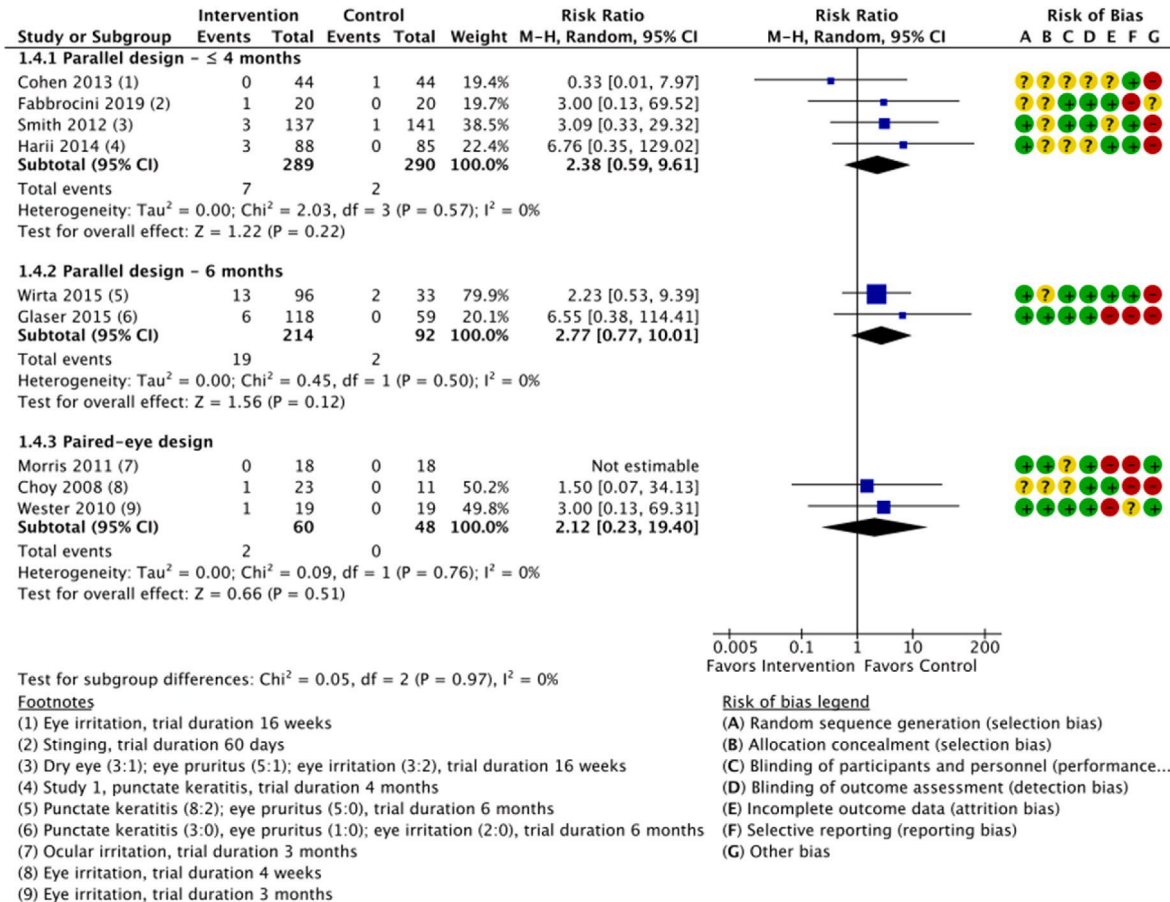 Intervention Control Risk Ratio Risk Ratio Risk of Bias
Study or Subgroup Events Total Events Total Weight M-H, Random, 95% CI M-H, Random, 95% CI A B C D E F G
1.4.1 Parallel design - ≤ 4 months
Cohen 2013 (1) 0 44 1 44 19.4% 0.33 [0.01, 7.97] ? ? ? ? ? + -
Fabbrocini 2019 (2) 1 20 0 20 19.7% 3.00 [0.13, 69.52] ? ? + + + - ?
Smith 2012 (3) 3 137 1 141 38.5% 3.09 [0.33, 29.32] + ? + + ? + -
Harii 2014 (4) 3 88 0 85 22.4% 6.76 [0.35, 129.02] + ? ? ? + + -
Subtotal (95% CI) 289 290 100.0% 2.38 [0.59, 9.61]
Total events 7 2
Heterogeneity: Tau² = 0.00; Chi² = 2.03, df = 3 (P = 0.57); I² = 0%
Test for overall effect: Z = 1.22 (P = 0.22)
1.4.2 Parallel design - 6 months
Wirta 2015 (5) 13 96 2 33 79.9% 2.23 [0.53, 9.39] + ? + + + + -
Glaser 2015 (6) 6 118 0 59 20.1% 6.55 [0.38, 114.41] + + + + - - -
Subtotal (95% CI) 214 92 100.0% 2.77 [0.77, 10.01]
Total events 19 2
Heterogeneity: Tau² = 0.00; Chi² = 0.45, df = 1 (P = 0.50); I² = 0%
Test for overall effect: Z = 1.56 (P = 0.12)
1.4.3 Paired-eye design
Morris 2011 (7) 0 18 0 18 Not estimable + + ? + - - +
Choy 2008 (8) 1 23 0 11 50.2% 1.50 [0.07, 34.13] ? ? ? + + - -
Wester 2010 (9) 1 19 0 19 49.8% 3.00 [0.13, 69.31] + + + + - ? +
Subtotal (95% CI) 60 48 100.0% 2.12 [0.23, 19.40]
Total events 2 0
Heterogeneity: Tau² = 0.00; Chi² = 0.09, df = 1 (P = 0.76); I² = 0%
Test for overall effect: Z = 0.66 (P = 0.51)
0.005 0.1 1 10 200
Favors Intervention Favors Control
Test for subgroup differences: Chi² = 0.05, df = 2 (P = 0.97), I² = 0%
Footnotes
(1) Eye irritation, trial duration 16 weeks
(2) Stinging, trial duration 60 days
(3) Dry eye (3:1); eye pruritus (5:1); eye irritation (3:2), trial duration 16 weeks
(4) Study 1, punctate keratitis, trial duration 4 months
(5) Punctate keratitis (8:2); eye pruritus (5:0), trial duration 6 months
(6) Punctate keratitis (3:0), eye pruritus (1:0); eye irritation (2:0), trial duration 6 months
(7) Ocular irritation, trial duration 3 months
(8) Eye irritation, trial duration 4 weeks
(9) Eye irritation, trial duration 3 months
Risk of bias legend
(A) Random sequence generation (selection bias)
(B) Allocation concealment (selection bias)
(C) Blinding of participants and personnel (performance...
(D) Blinding of outcome assessment (detection bias)
(E) Incomplete outcome data (attrition bias)
(F) Selective reporting (reporting bias)
(G) Other bias